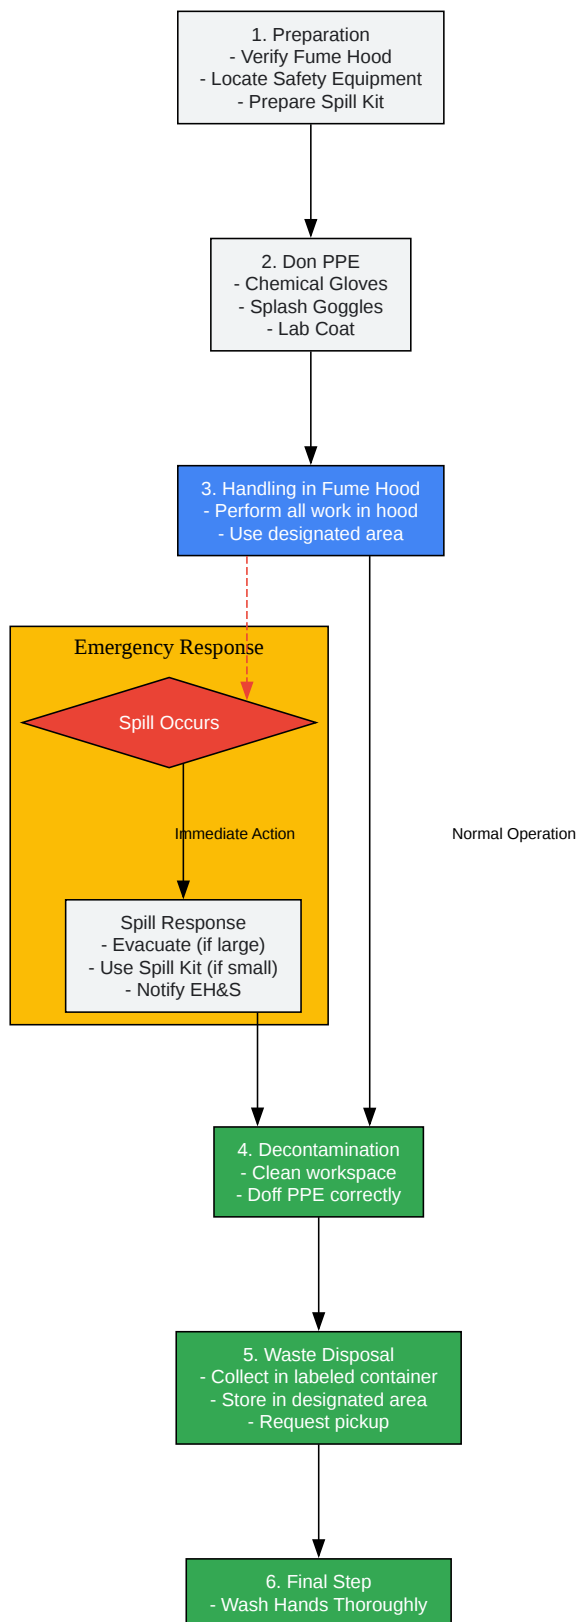 1. Preparation
- Verify Fume Hood
- Locate Safety Equipment
- Prepare Spill Kit
2. Don PPE
- Chemical Gloves
- Splash Goggles
- Lab Coat
3. Handling in Fume Hood
- Perform all work in hood
- Use designated area
Emergency Response
Spill Occurs
Immediate Action
Normal Operation
Spill Response
- Evacuate (if large)
- Use Spill Kit (if small)
- Notify EH&S
4. Decontamination
- Clean workspace
- Doff PPE correctly
5. Waste Disposal
- Collect in labeled container
- Store in designated area
- Request pickup
6. Final Step
- Wash Hands Thoroughly